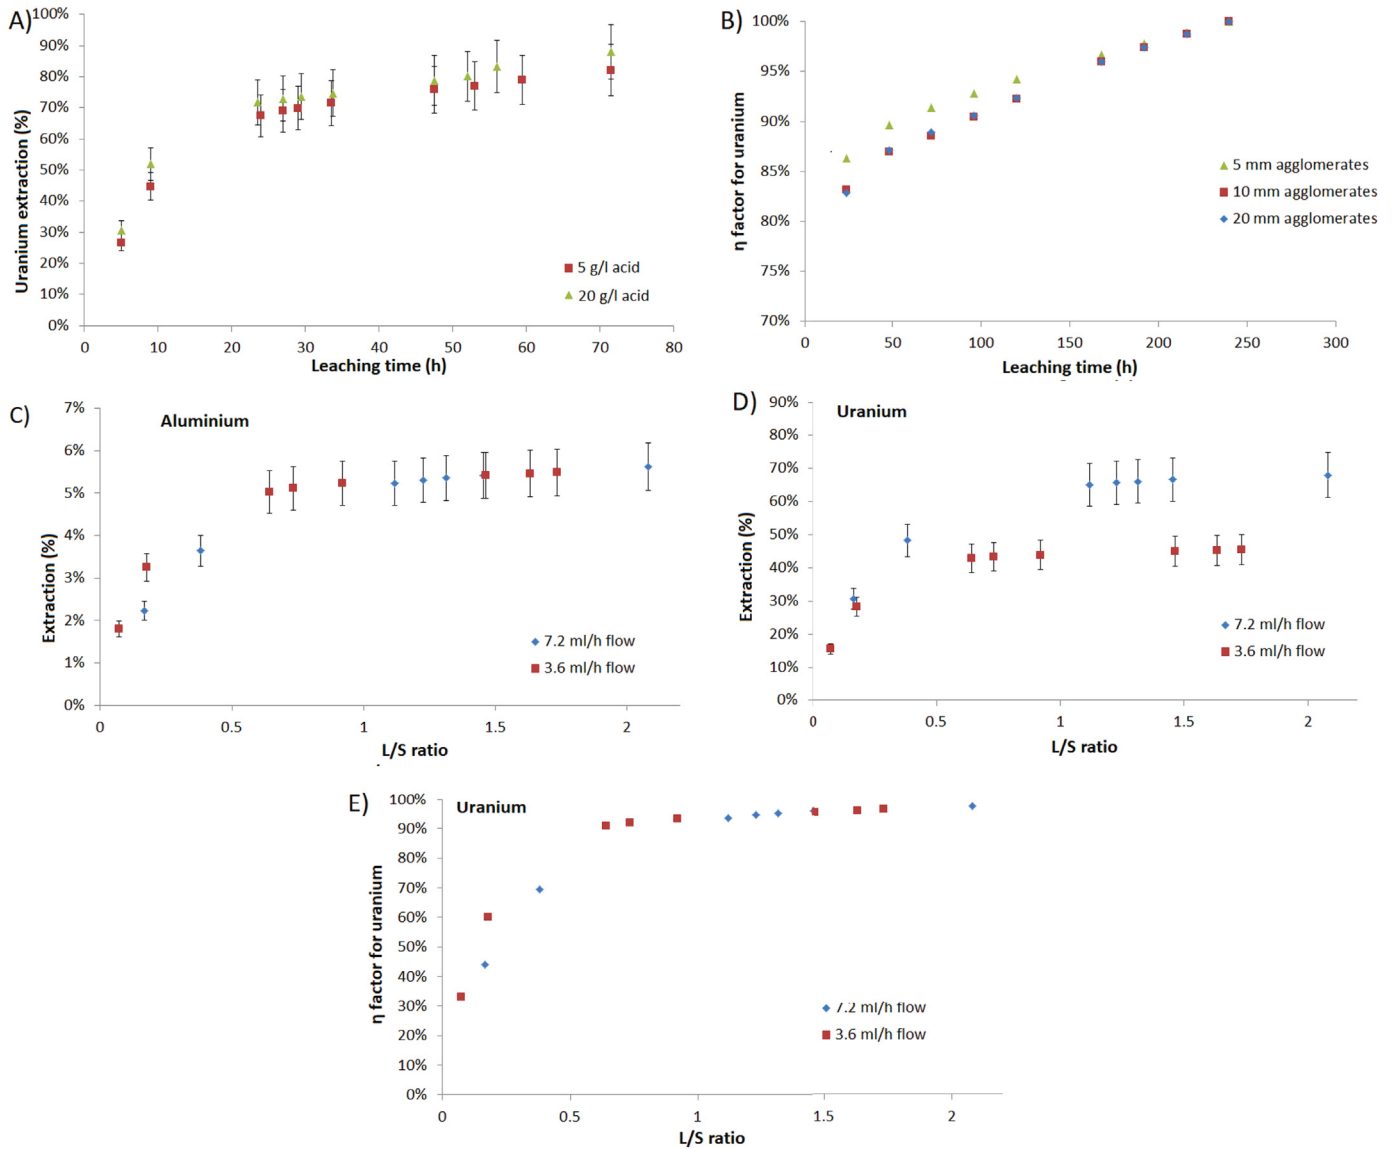 A)
Uranium extraction (%)
100%
90%
80%
70%
60%
50%
40%
30%
20%
10%
0%
0 10 20 30 40 50 60 70 80
Leaching time (h)
5 g/l acid
20 g/l acid
B)
η factor for uranium
100%
95%
90%
85%
80%
75%
70%
0 50 100 150 200 250 300
Leaching time (h)
5 mm agglomerates
10 mm agglomerates
20 mm agglomerates
C)
Aluminium
Extraction (%)
7%
6%
5%
4%
3%
2%
1%
0%
0 0.5 1 1.5 2
L/S ratio
7.2 ml/h flow
3.6 ml/h flow
D)
Uranium
Extraction (%)
90%
80%
70%
60%
50%
40%
30%
20%
10%
0%
0 0.5 1 1.5 2
L/S ratio
7.2 ml/h flow
3.6 ml/h flow
E)
Uranium
η factor for uranium
100%
90%
80%
70%
60%
50%
40%
30%
20%
10%
0%
0 0.5 1 1.5 2
L/S ratio
7.2 ml/h flow
3.6 ml/h flow